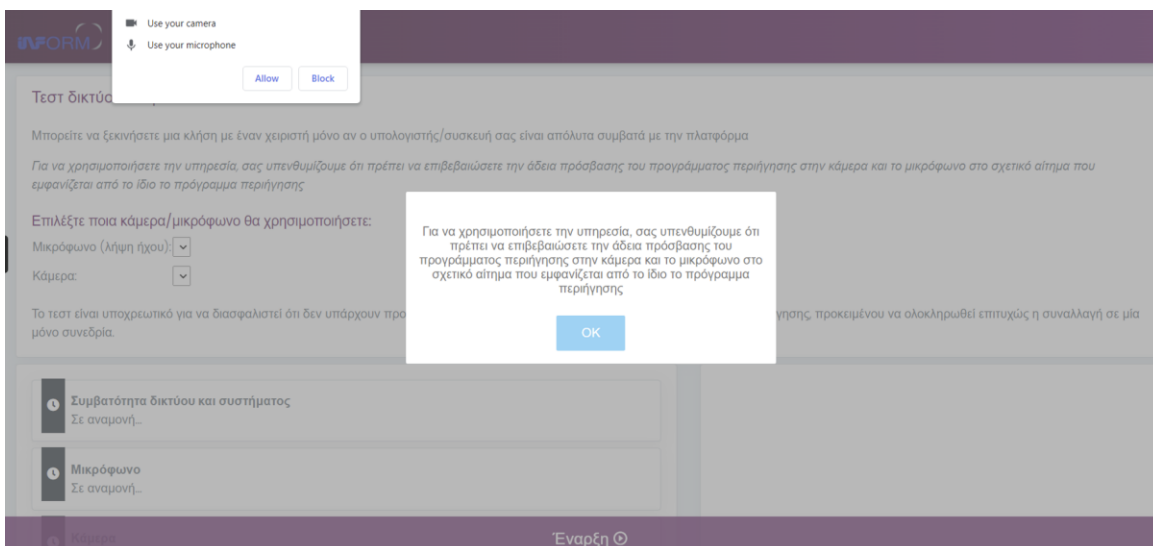 Use your camera
Use your microphone
Allow Block
INFORM
Τεστ δικτύο
Μπορείτε να ξεκινήσετε μια κλήση με έναν χειριστή μόνο αν ο υπολογιστής/συσκευή σας είναι απόλυτα συμβατά με την πλατφόρμα
Για να χρησιμοποιήσετε την υπηρεσία, σας υπενθυμίζουμε ότι πρέπει να επιβεβαιώσετε την άδεια πρόσβασης του προγράμματος περιήγησης στην κάμερα και το μικρόφωνο στο σχετικό αίτημα που
εμφανίζεται από το ίδιο το πρόγραμμα περιήγησης
Επιλέξτε ποια κάμερα/μικρόφωνο θα χρησιμοποιήσετε:
Μικρόφωνο (λήψη ήχου):
Κάμερα:
Το τεστ είναι υποχρεωτικό για να διασφαλιστεί ότι δεν υπάρχουν προ γησης, προκειμένου να ολοκληρωθεί επιτυχώς η συναλλαγή σε μία
μόνο συνεδρία.
Για να χρησιμοποιήσετε την υπηρεσία, σας υπενθυμίζουμε ότι
πρέπει να επιβεβαιώσετε την άδεια πρόσβασης του
προγράμματος περιήγησης στην κάμερα και το μικρόφωνο στο
σχετικό αίτημα που εμφανίζεται από το ίδιο το πρόγραμμα
περιήγησης
OK
Συμβατότητα δικτύου και συστήματος
Σε αναμονή...
Μικρόφωνο
Σε αναμονή...
Κάμερα
Έναρξη